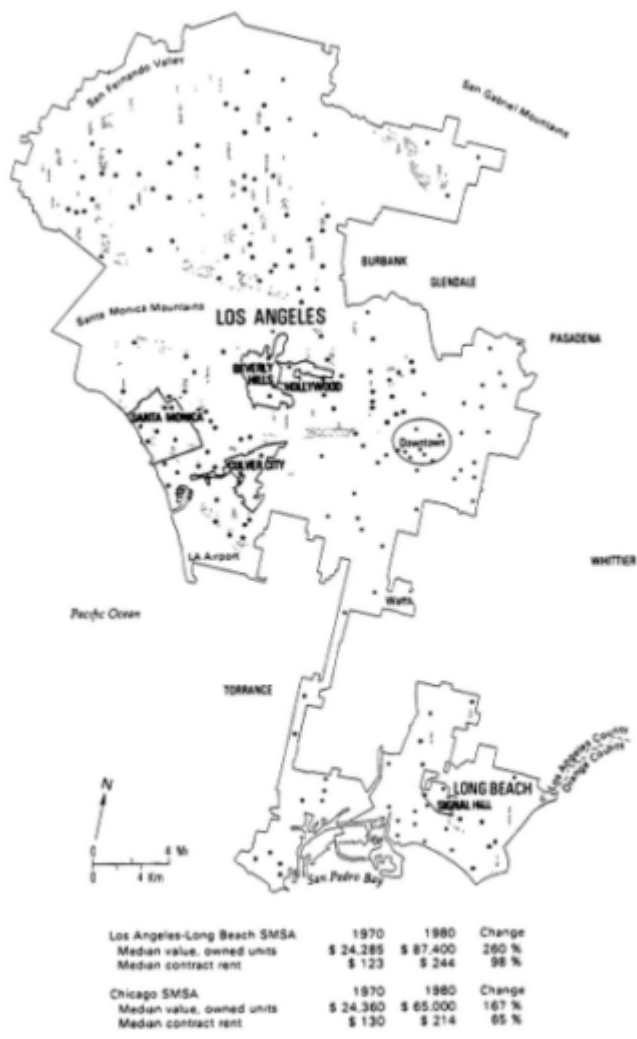 San Fernando Valley
San Gabriel Mountains
BURBANK
GLENDALE
Santa Monica Mountains
LOS ANGELES
PASADENA
BEVERLY
HILLS
HOLLYWOOD
SANTA MONICA
Downtown
CULVER CITY
LA Airport
WHITTIER
Watts
Pacific Ocean
TORRANCE
Los Angeles County
Orange County
N
LONG BEACH
SIGNAL HILL
0 4 Mi
0 4 Km
San Pedro Bay
Los Angeles-Long Beach SMSA 1970 1980 Change
Median value, owned units $ 24,285 $ 87,400 260 %
Median contract rent $ 123 $ 244 98 %
Chicago SMSA 1970 1980 Change
Median value, owned units $ 24,360 $ 65,000 167 %
Median contract rent $ 130 $ 214 65 %